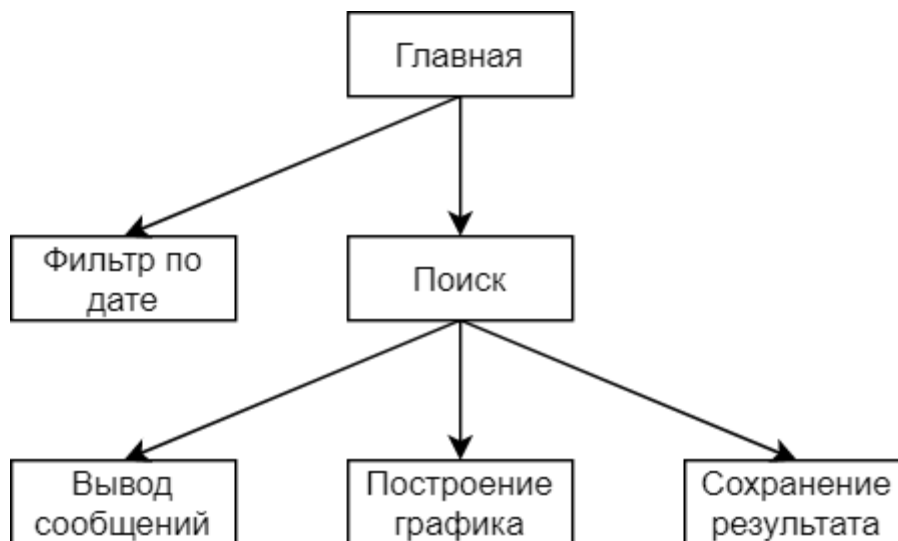 Главная
Фильтр по
дате
Поиск
Вывод
сообщений
Построение
графика
Сохранение
результата